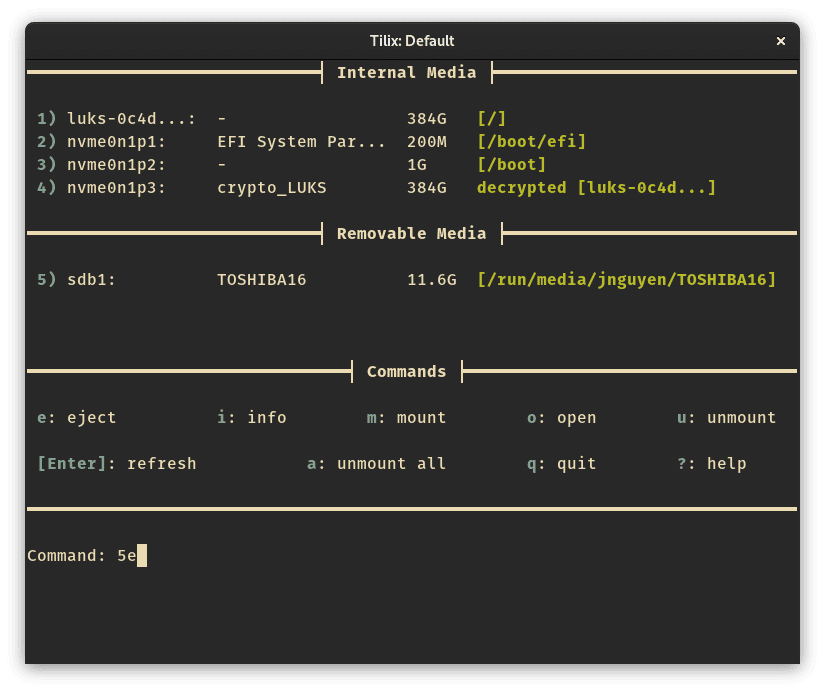 Tilix: Default ×
Internal Media
1) luks-0c4d...: - 384G [/]
2) nvme0n1p1: EFI System Par... 200M [/boot/efi]
3) nvme0n1p2: - 1G [/boot]
4) nvme0n1p3: crypto_LUKS 384G decrypted [luks-0c4d...]
Removable Media
5) sdb1: TOSHIBA16 11.6G [/run/media/jnguyen/TOSHIBA16]
Commands
e: eject i: info m: mount o: open u: unmount
[Enter]: refresh a: unmount all q: quit ?: help
Command: 5e